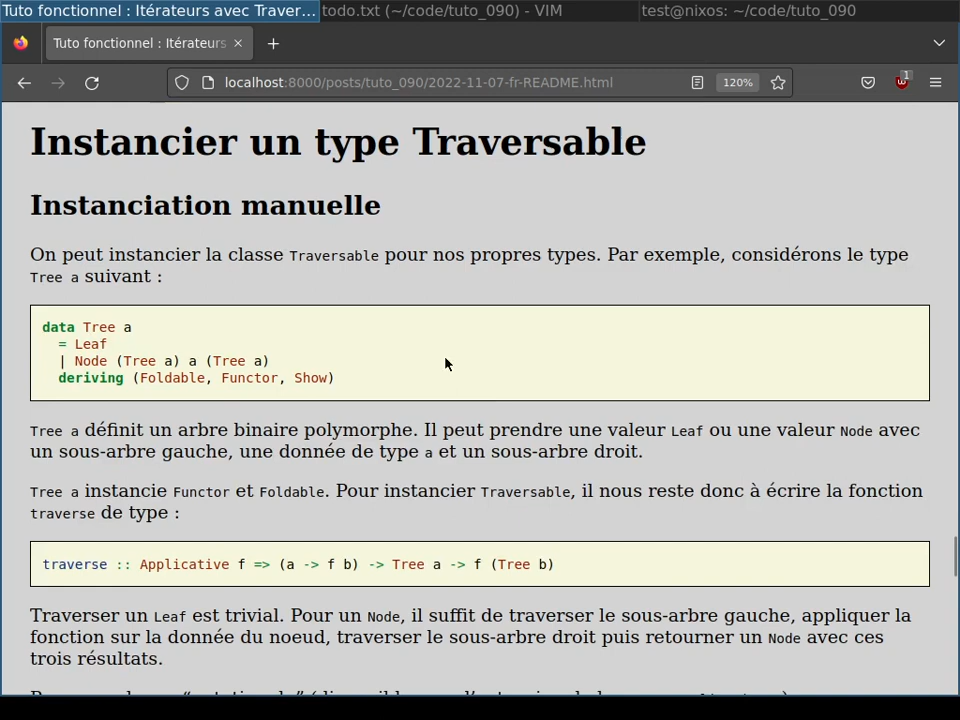 Tuto fonctionnel : Itérateurs avec Traver... todo.txt (~/code/tuto_090) - VIM test@nixos: ~/code/tuto_090
Tuto fonctionnel : Itérateurs
localhost:8000/posts/tuto_090/2022-11-07-fr-README.html 120% 1
Instancier un type Traversable
Instanciation manuelle
On peut instancier la classe Traversable pour nos propres types. Par exemple, considérons le type
Tree a suivant :
data Tree a
= Leaf
| Node (Tree a) a (Tree a)
deriving (Foldable, Functor, Show)
Tree a définit un arbre binaire polymorphe. Il peut prendre une valeur Leaf ou une valeur Node avec
un sous-arbre gauche, une donnée de type a et un sous-arbre droit.
Tree a instancie Functor et Foldable. Pour instancier Traversable, il nous reste donc à écrire la fonction
traverse de type :
traverse :: Applicative f => (a -> f b) -> Tree a -> f (Tree b)
Traverser un Leaf est trivial. Pour un Node, il suffit de traverser le sous-arbre gauche, appliquer la
fonction sur la donnée du noeud, traverser le sous-arbre droit puis retourner un Node avec ces
trois résultats.